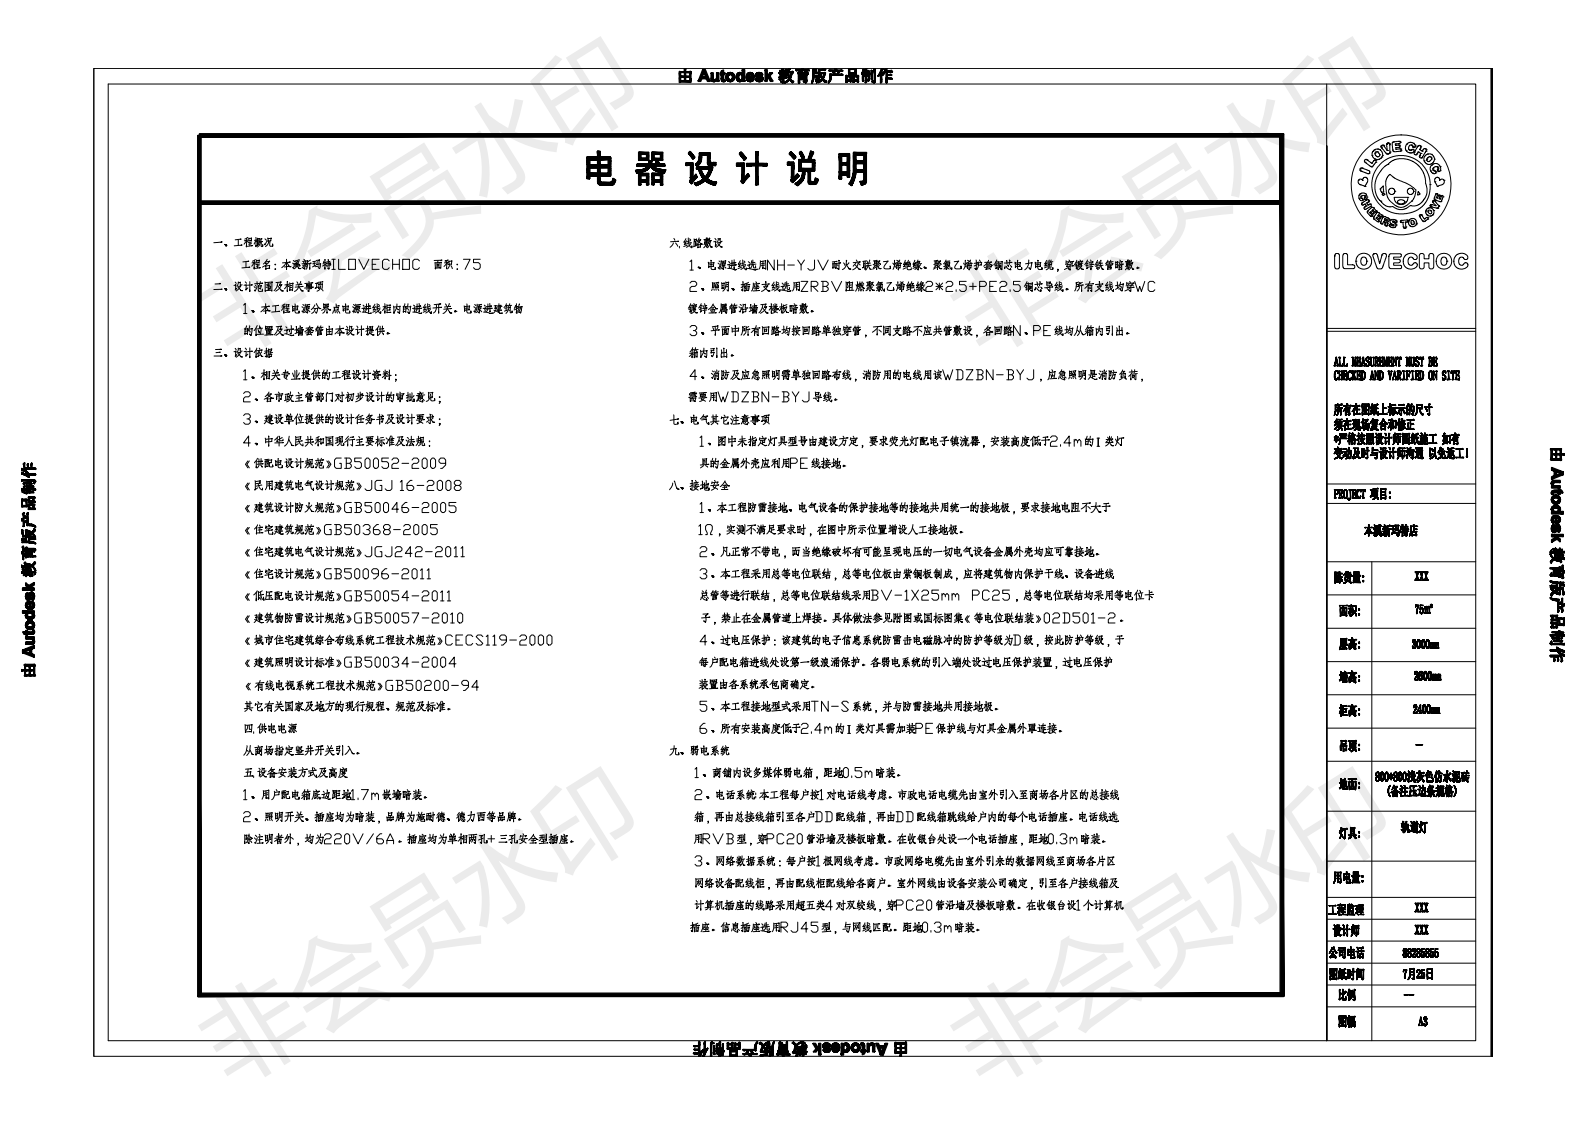 由 Autodesk 教育版产品制作
电器设计说明
一、工程概况
工程名：本溪新玛特ILOVECHOC 面积：75
二、设计范围及相关事项
1、本工程电源分界点电源进线柜内的进线开关。电源进建筑物
的位置及过墙套管由本设计提供。
三、设计依据
1、相关专业提供的工程设计资料；
2、各市政主管部门对初步设计的审批意见；
3、建设单位提供的设计任务书及设计要求；
4、中华人民共和国现行主要标准及法规：
《供配电设计规范》GB50052-2009
《民用建筑电气设计规范》JGJ 16-2008
《建筑设计防火规范》GB50046-2005
《住宅建筑规范》GB50368-2005
《住宅建筑电气设计规范》JGJ242-2011
《住宅设计规范》GB50096-2011
《低压配电设计规范》GB50054-2011
《建筑物防雷设计规范》GB50057-2010
《城市住宅建筑综合布线系统工程技术规范》CECS119-2000
《建筑照明设计标准》GB50034-2004
《有线电视系统工程技术规范》GB50200-94
其它有关国家及地方的现行规程、规范及标准。
四.供电电源
从商场指定竖井开关引入。
五.设备安装方式及高度
1、用户配电箱底边距地1.7m嵌墙暗装。
2、照明开关、插座均为暗装，品牌为施耐德、德力西等品牌。
除注明者外，均为220V/6A。插座均为单相两孔+三孔安全型插座。
六.线路敷设
1、电源进线选用NH-YJV耐火交联聚乙烯绝缘、聚氯乙烯护套铜芯电力电缆，穿镀锌铁管暗敷。
2、照明、插座支线选用ZRBV阻燃聚氯乙烯绝缘2*2.5+PE2.5铜芯导线。所有支线均穿WC
镀锌金属管沿墙及楼板暗敷。
3、平面中所有回路均按回路单独穿管，不同支路不应共管敷设，各回路N、PE线均从箱内引出。
箱内引出。
4、消防及应急照明需单独回路布线，消防用的电线用该WDZBN-BYJ，应急照明是消防负荷，
需要用WDZBN-BYJ导线。
七、电气其它注意事项
1、图中未指定灯具型号由建设方定，要求荧光灯配电子镇流器，安装高度低于2.4m的I类灯
具的金属外壳应利用PE线接地。
八、接地安全
1、本工程防雷接地、电气设备的保护接地等的接地共用统一的接地极，要求接地电阻不大于
1Ω，实测不满足要求时，在图中所示位置增设人工接地极。
2、凡正常不带电，而当绝缘破坏有可能呈现电压的一切电气设备金属外壳均应可靠接地。
3、本工程采用总等电位联结，总等电位板由紫铜板制成，应将建筑物内保护干线、设备进线
总管等进行联结，总等电位联结线采用BV-1X25mm PC25，总等电位联结均采用等电位卡
子，禁止在金属管道上焊接。具体做法参见附图或国标图集《等电位联结装》02D501-2。
4、过电压保护：该建筑的电子信息系统防雷击电磁脉冲的防护等级为D级，按此防护等级，于
每户配电箱进线处设第一级浪涌保护。各弱电系统的引入端处设过电压保护装置，过电压保护
装置由各系统承包商确定。
5、本工程接地型式采用TN-S系统，并与防雷接地共用接地极。
6、所有安装高度低于2.4m的I类灯具需加装PE保护线与灯具金属外罩连接。
九、弱电系统
1、商铺内设多媒体弱电箱，距地0.5m暗装。
2、电话系统:本工程每户按1对电话线考虑。市政电话电缆先由室外引入至商场各片区的总接线
箱，再由总接线箱引至各户DD配线箱，再由DD配线箱跳线给户内的每个电话插座。电话线选
用RVB型，穿PC20管沿墙及楼板暗敷。在收银台处设一个电话插座，距地0.3m暗装。
3、网络数据系统：每户按1根网线考虑。市政网络电缆先由室外引来的数据网线至商场各片区
网络设备配线柜，再由配线柜配线给各商户。室外网线由设备安装公司确定，引至各户接线箱及
计算机插座的线路采用超五类4对双绞线，穿PC20管沿墙及楼板暗敷。在收银台设1个计算机
插座。信息插座选用RJ45型，与网线匹配。距地0.3m暗装。
I LOVE CHOC
CHEERS TO LOVE
ILOVECHOC
ALL MEASUREMENT MUST BE
CHECKED AND VARIFIED ON SITE
所有在图纸上标示的尺寸
须在现场复合和修正
*严格按照设计师图纸施工 如有
变动及时与设计师沟通 以免返工！
PROJECT 项目：
本溪新玛特店
陈货量： XXX
面积： 75㎡
层高： 3000mm
墙高： 2600mm
柜高： 2400mm
吊顶： —
地面： 800*800浅灰色仿水泥砖
（备注压边条规格）
灯具： 轨道灯
用电量：
工程监理 XXX
设计师 XXX
公司电话
图纸时间 7月25日
比例 —
图幅 A3
由 Autodesk 教育版产品制作
由 Autodesk 教育版产品制作
由 Autodesk 教育版产品制作
非会员水印
非会员水印
非会员水印
非会员水印